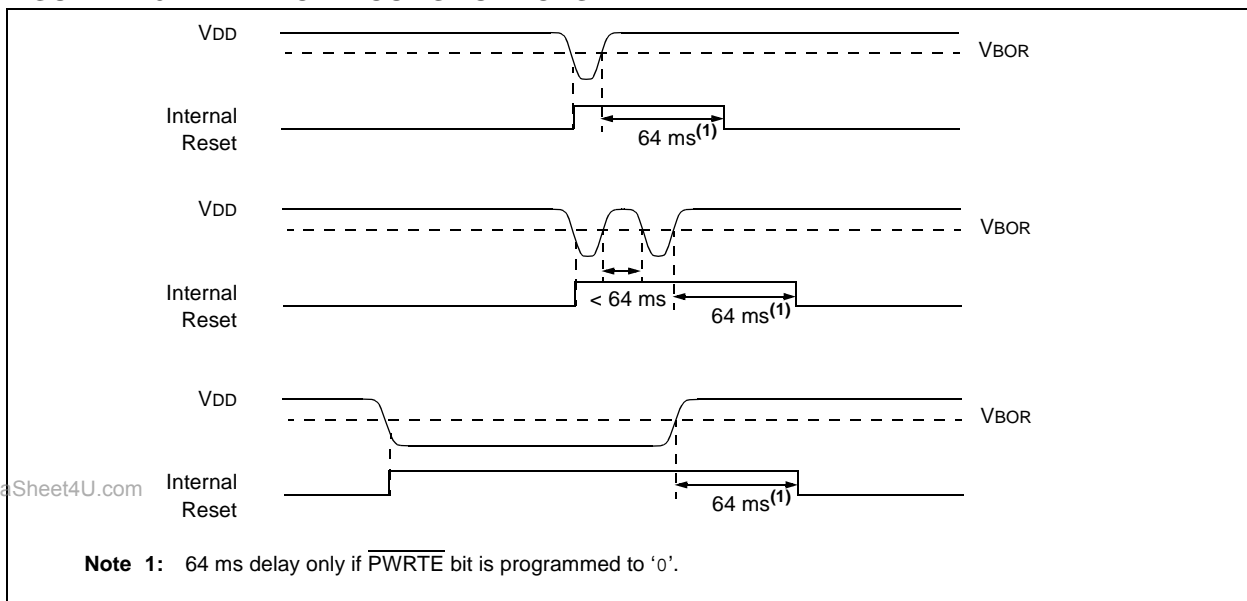 VDD
VBOR
Internal
Reset
64 ms(1)
VDD
VBOR
Internal
Reset
< 64 ms
64 ms(1)
VDD
VBOR
aSheet4U.com
Internal
Reset
64 ms(1)
Note 1: 64 ms delay only if PWRTE bit is programmed to ‘0’.